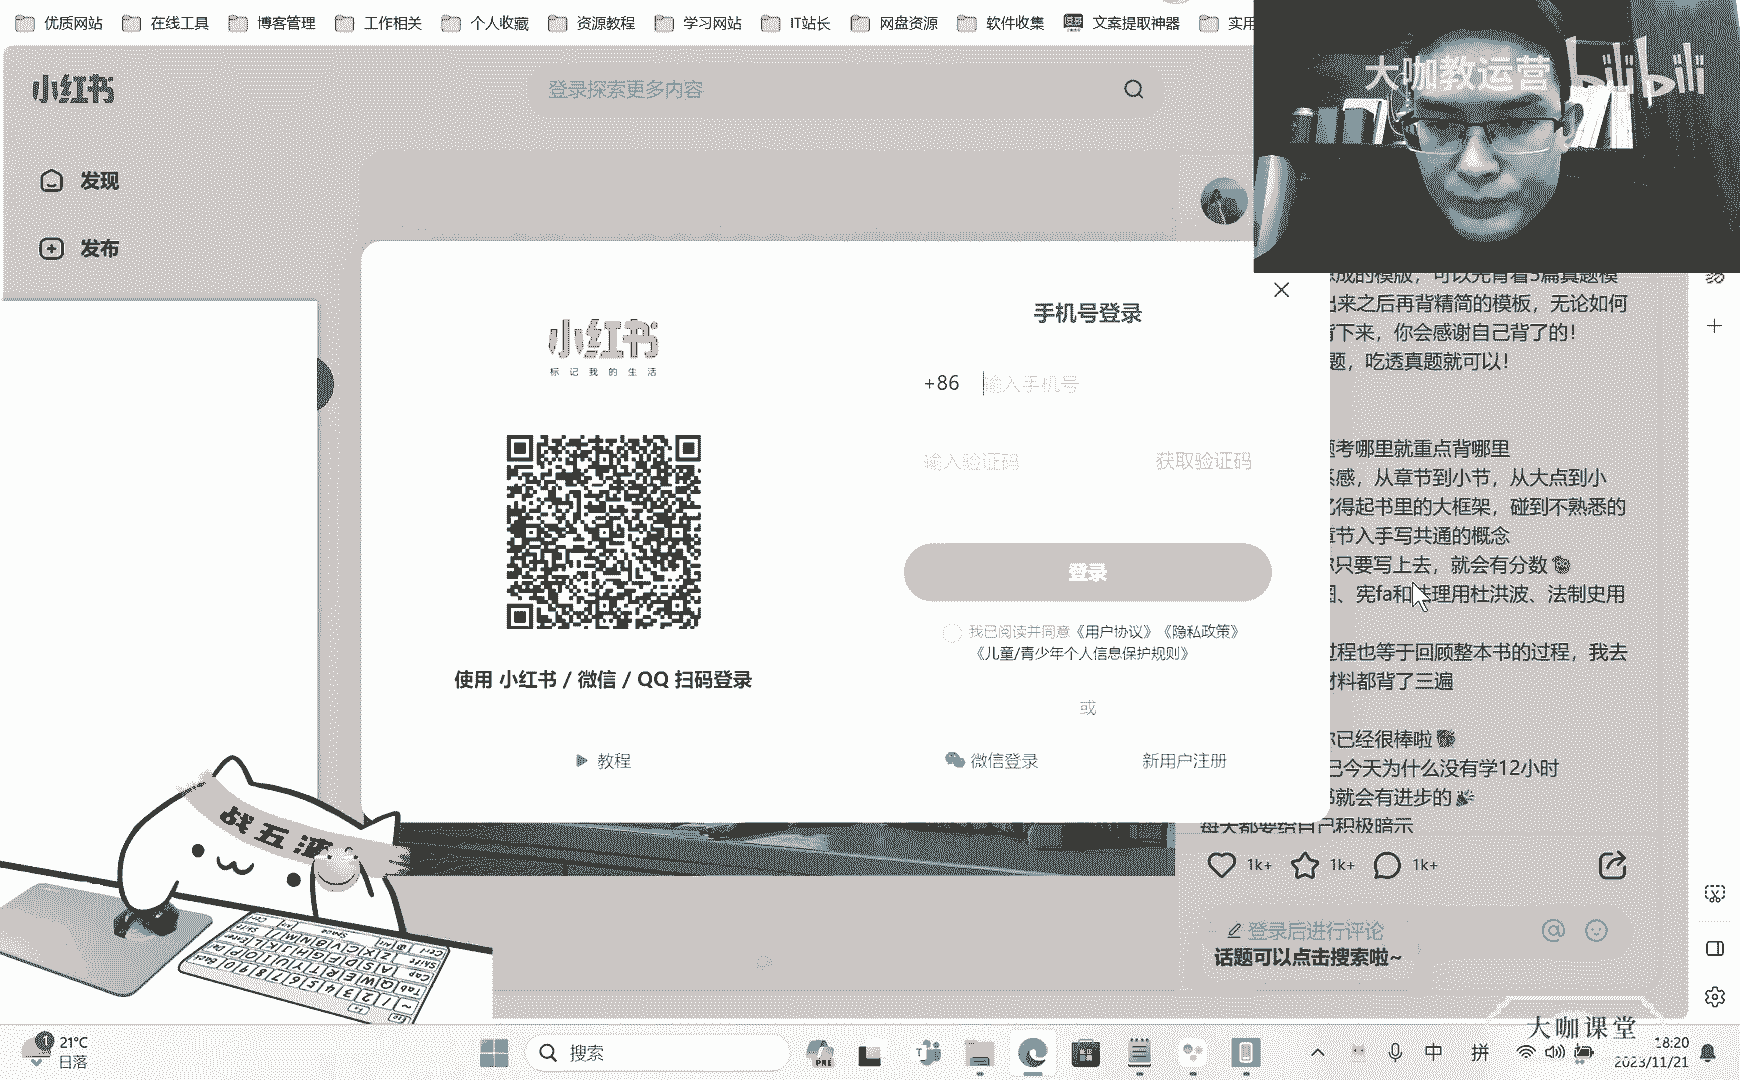 优质网站 在线工具 博客管理 工作相关 个人收藏 资源教程 学习网站 IT站长 网盘资源 软件收集 文案提取神器 实用
小红书
登录探索更多内容
大咖教运营 bilibili
发现
发布
手机号登录
小红书
标记我的生活
+86 输入手机号
输入验证码 获取验证码
登录
我已阅读并同意《用户协议》《隐私政策》
《儿童/青少年个人信息保护规则》
使用 小红书 / 微信 / QQ 扫码登录
或
教程
微信登录 新用户注册
的模版，可以先背着5篇真题模
出来之后再背精简的模板，无论如何
背下来，你会感谢自己背了的！
题，吃透真题就可以！
考哪里就重点背哪里
感，从章节到小节，从大点到小
得起书里的大框架，碰到不熟悉的
章节入手写共通的概念
你只要写上去，就会有分数
、宪fa和法理用杜洪波、法制史用
过程也等于回顾整本书的过程，我去
材料都背了三遍
你已经很棒啦
己今天为什么没有学12小时
就会有进步的
每天都要给自己积极暗示
1k+ 1k+ 1k+
登录后进行评论
话题可以点击搜索啦~
大咖课堂
1
21°C
日落
搜索
PRE
中 拼
18:20
2023/11/21